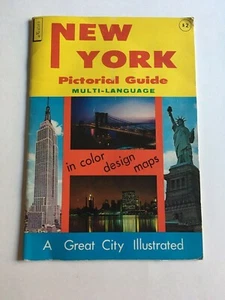 NEW
YORK
Pictorial Guide
MULTI-LANGUAGE
in color
design
maps
A Great City Illustrated